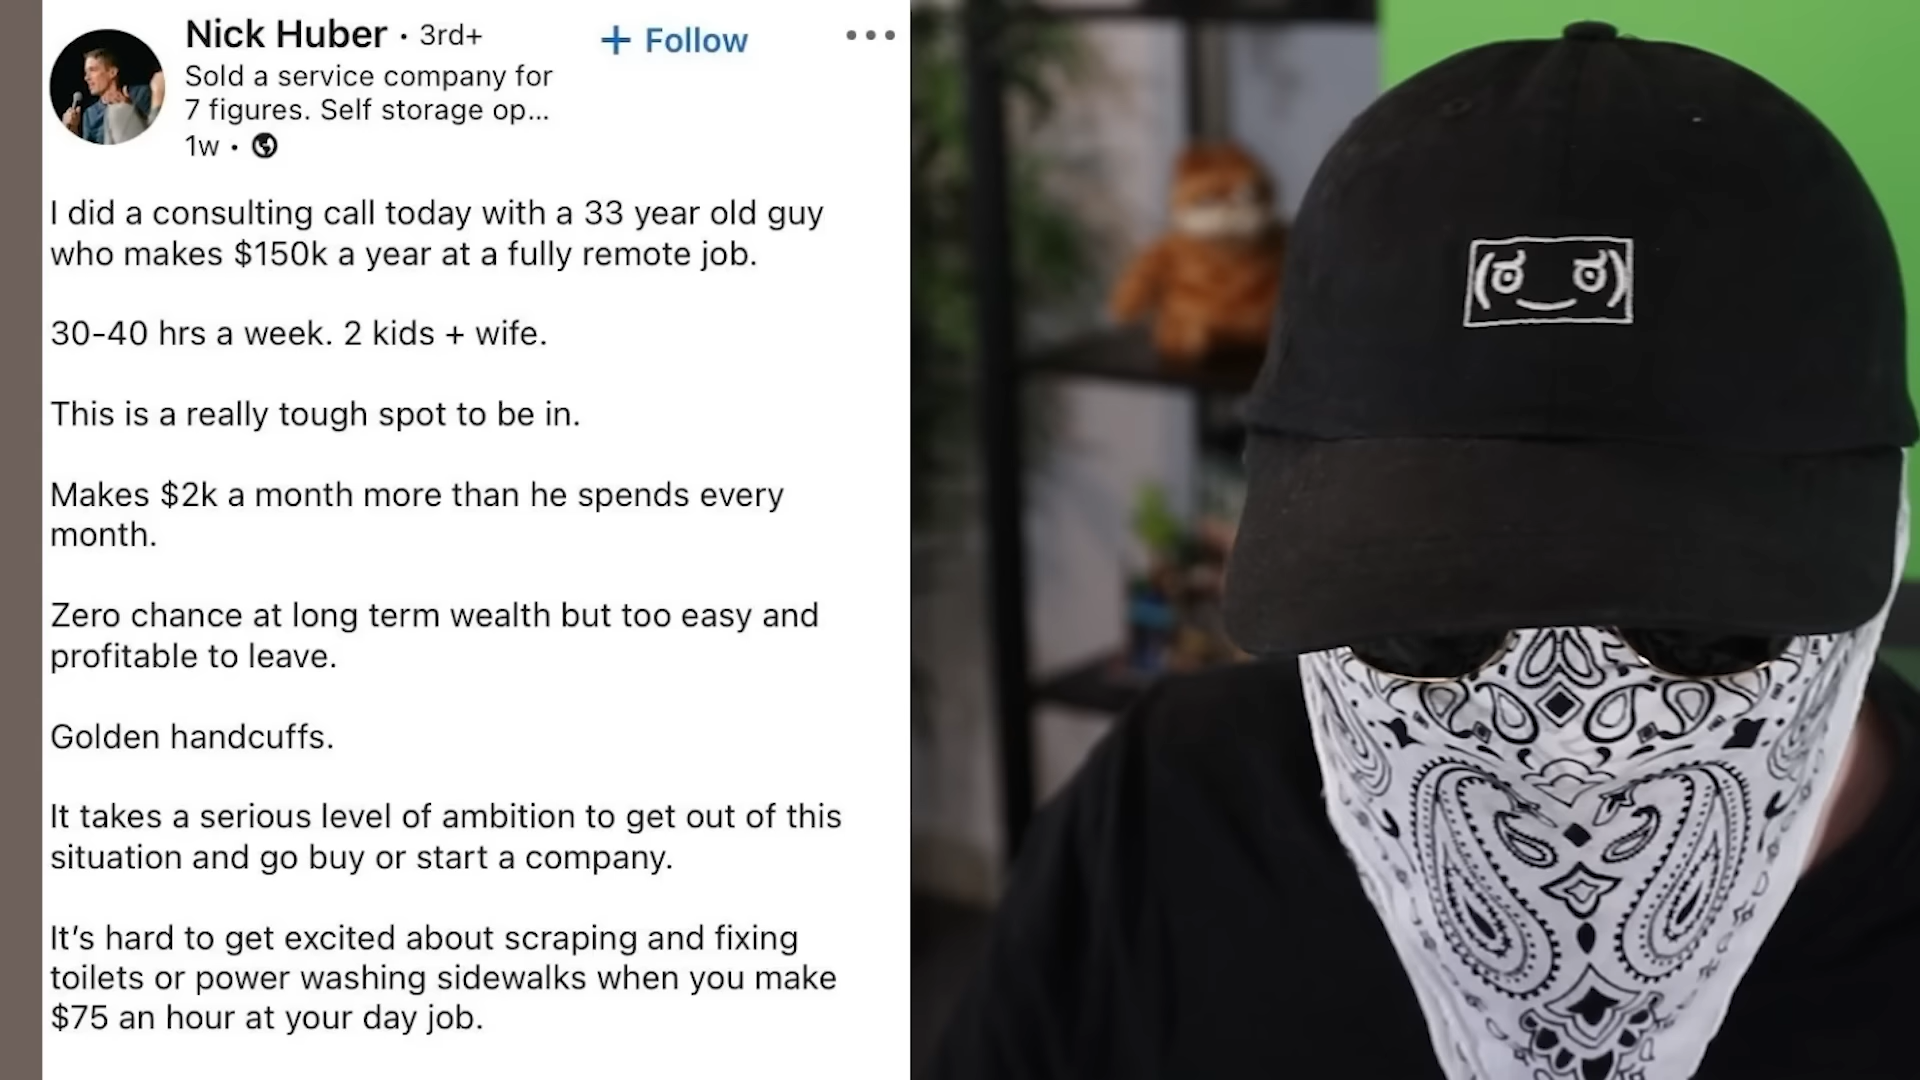 Nick Huber · 3rd+
+ Follow
Sold a service company for
7 figures. Self storage op...
1w ·
I did a consulting call today with a 33 year old guy
who makes $150k a year at a fully remote job.
30-40 hrs a week. 2 kids + wife.
This is a really tough spot to be in.
Makes $2k a month more than he spends every
month.
Zero chance at long term wealth but too easy and
profitable to leave.
Golden handcuffs.
It takes a serious level of ambition to get out of this
situation and go buy or start a company.
It's hard to get excited about scraping and fixing
toilets or power washing sidewalks when you make
$75 an hour at your day job.